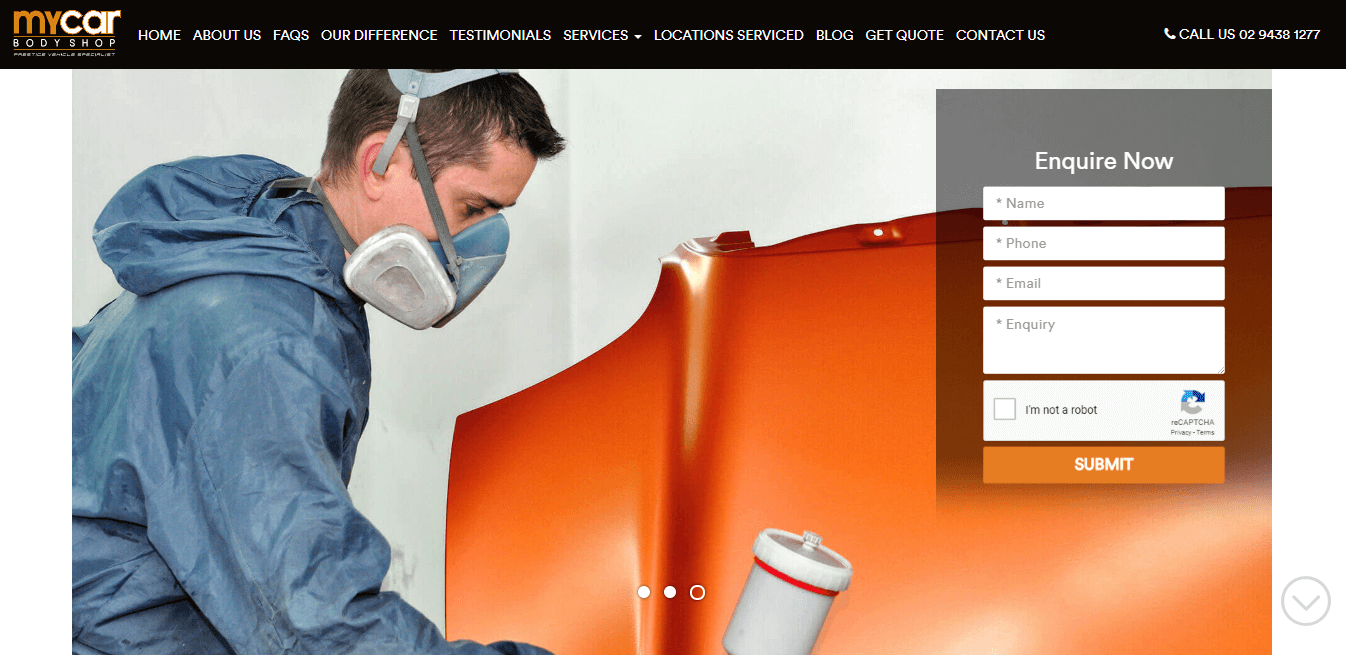 mycar
BODY SHOP
PRESTIGE VEHICLE SPECIALIST
HOME ABOUT US FAQS OUR DIFFERENCE TESTIMONIALS SERVICES LOCATIONS SERVICED BLOG GET QUOTE CONTACT US CALL US 02 9438 1277
Enquire Now
* Name
* Phone
* Email
* Enquiry
I'm not a robot
reCAPTCHA
Privacy - Terms
SUBMIT